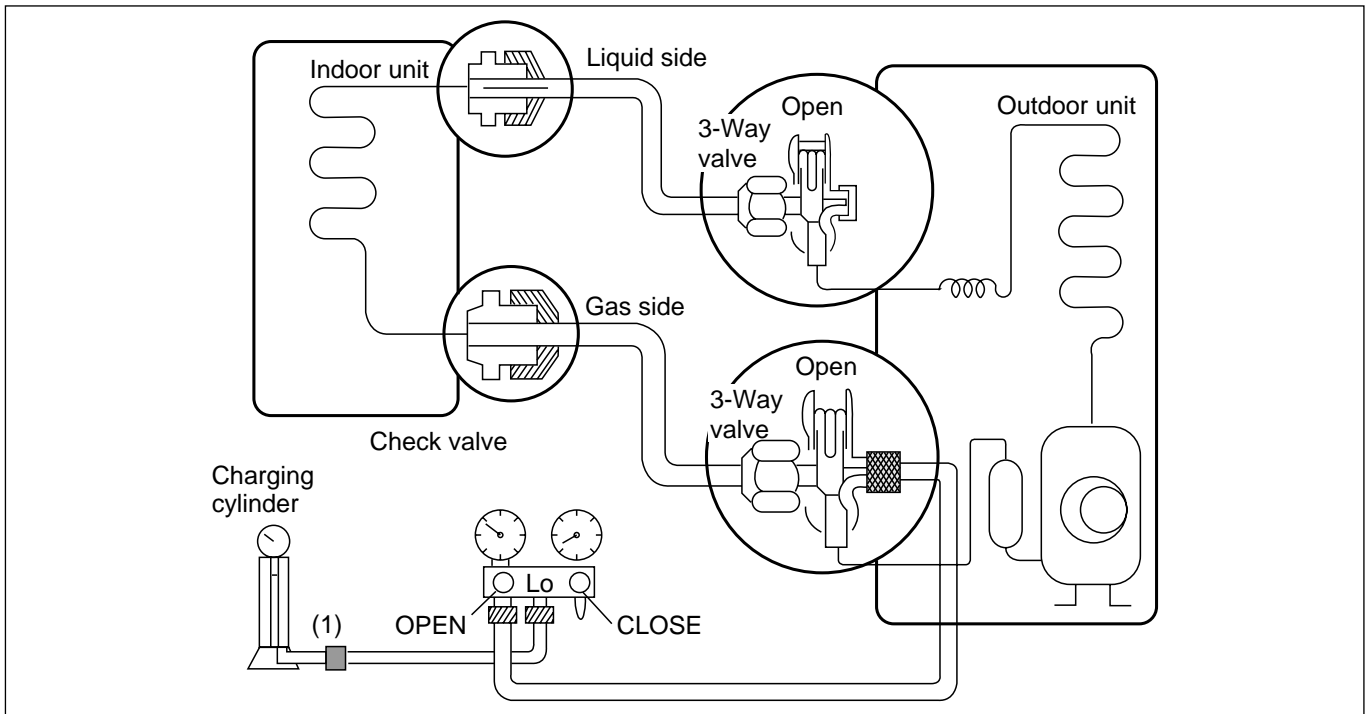 Indoor unit
Liquid side
Open
3-Way
valve
Outdoor unit
Gas side
Open
3-Way
valve
Check valve
Charging
cylinder
Lo
OPEN
CLOSE
(1)